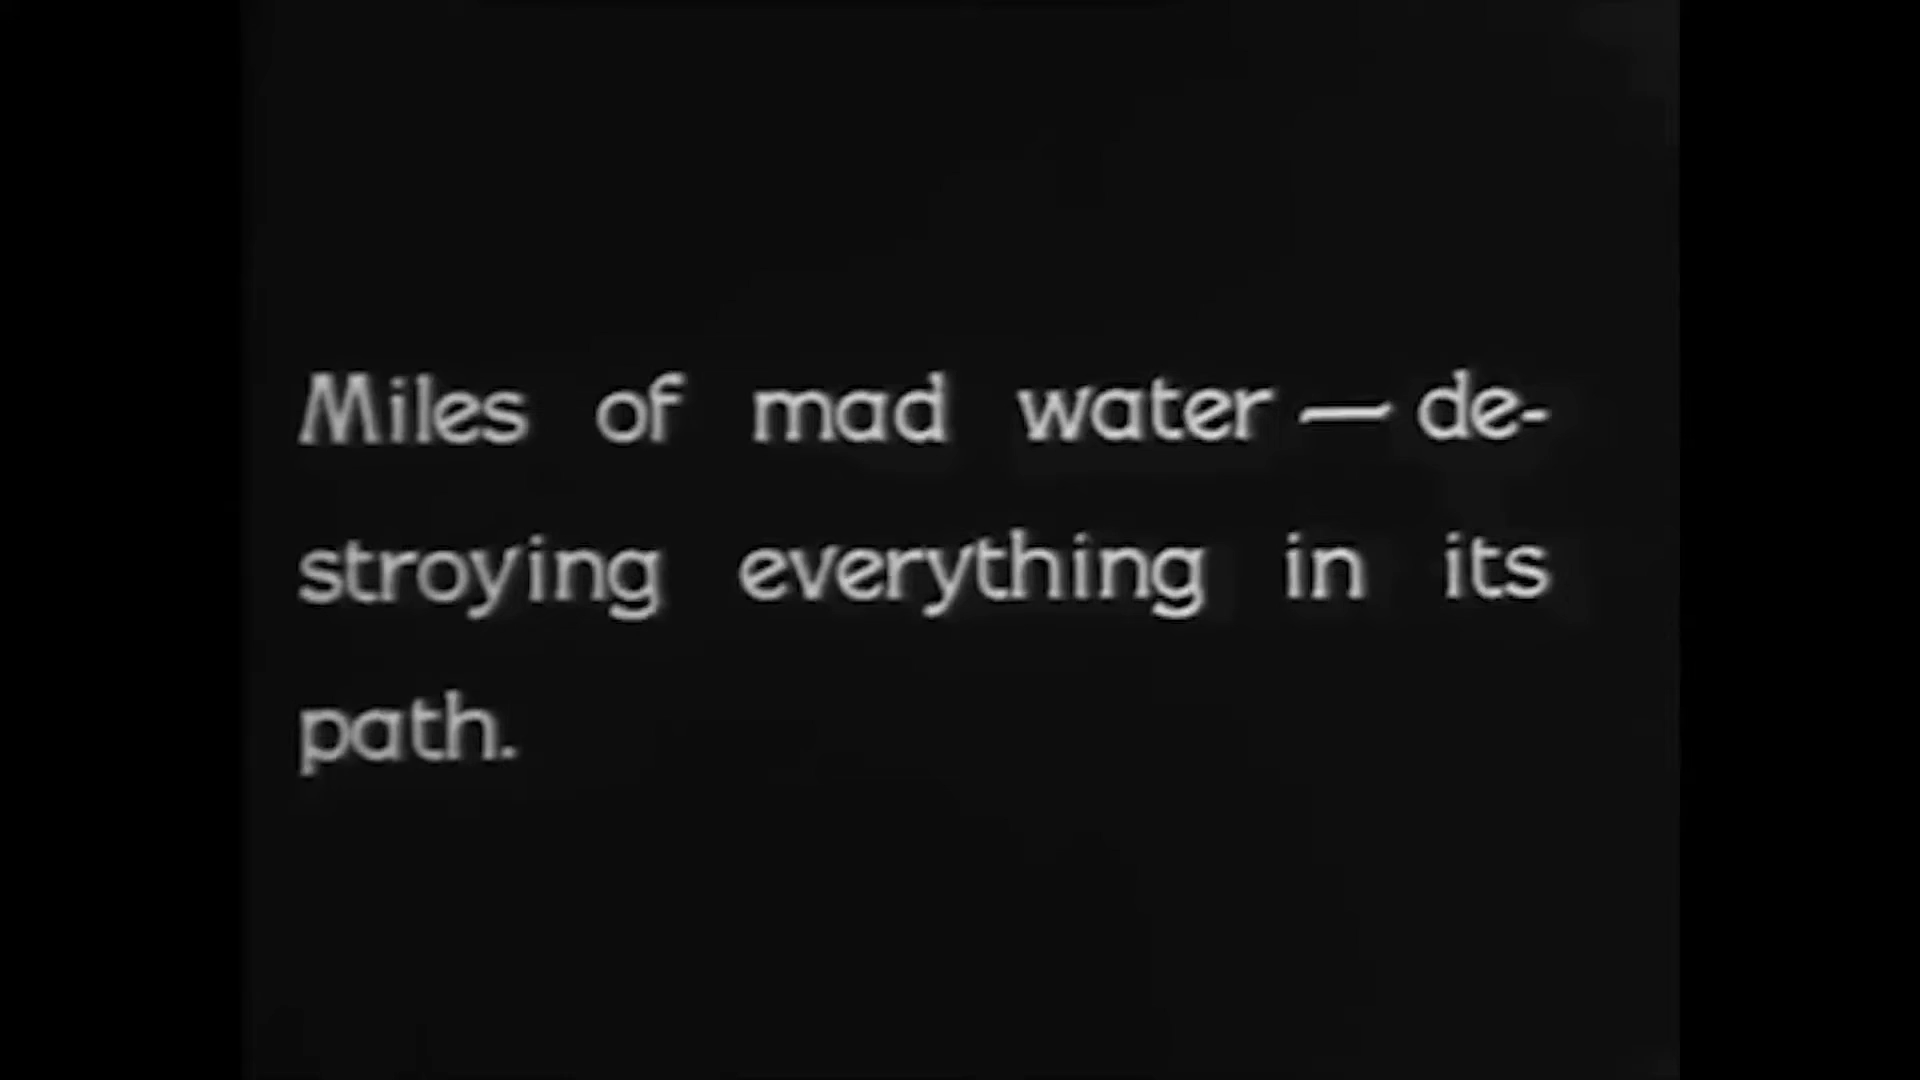 Miles of mad water — de-
stroying everything in its
path.